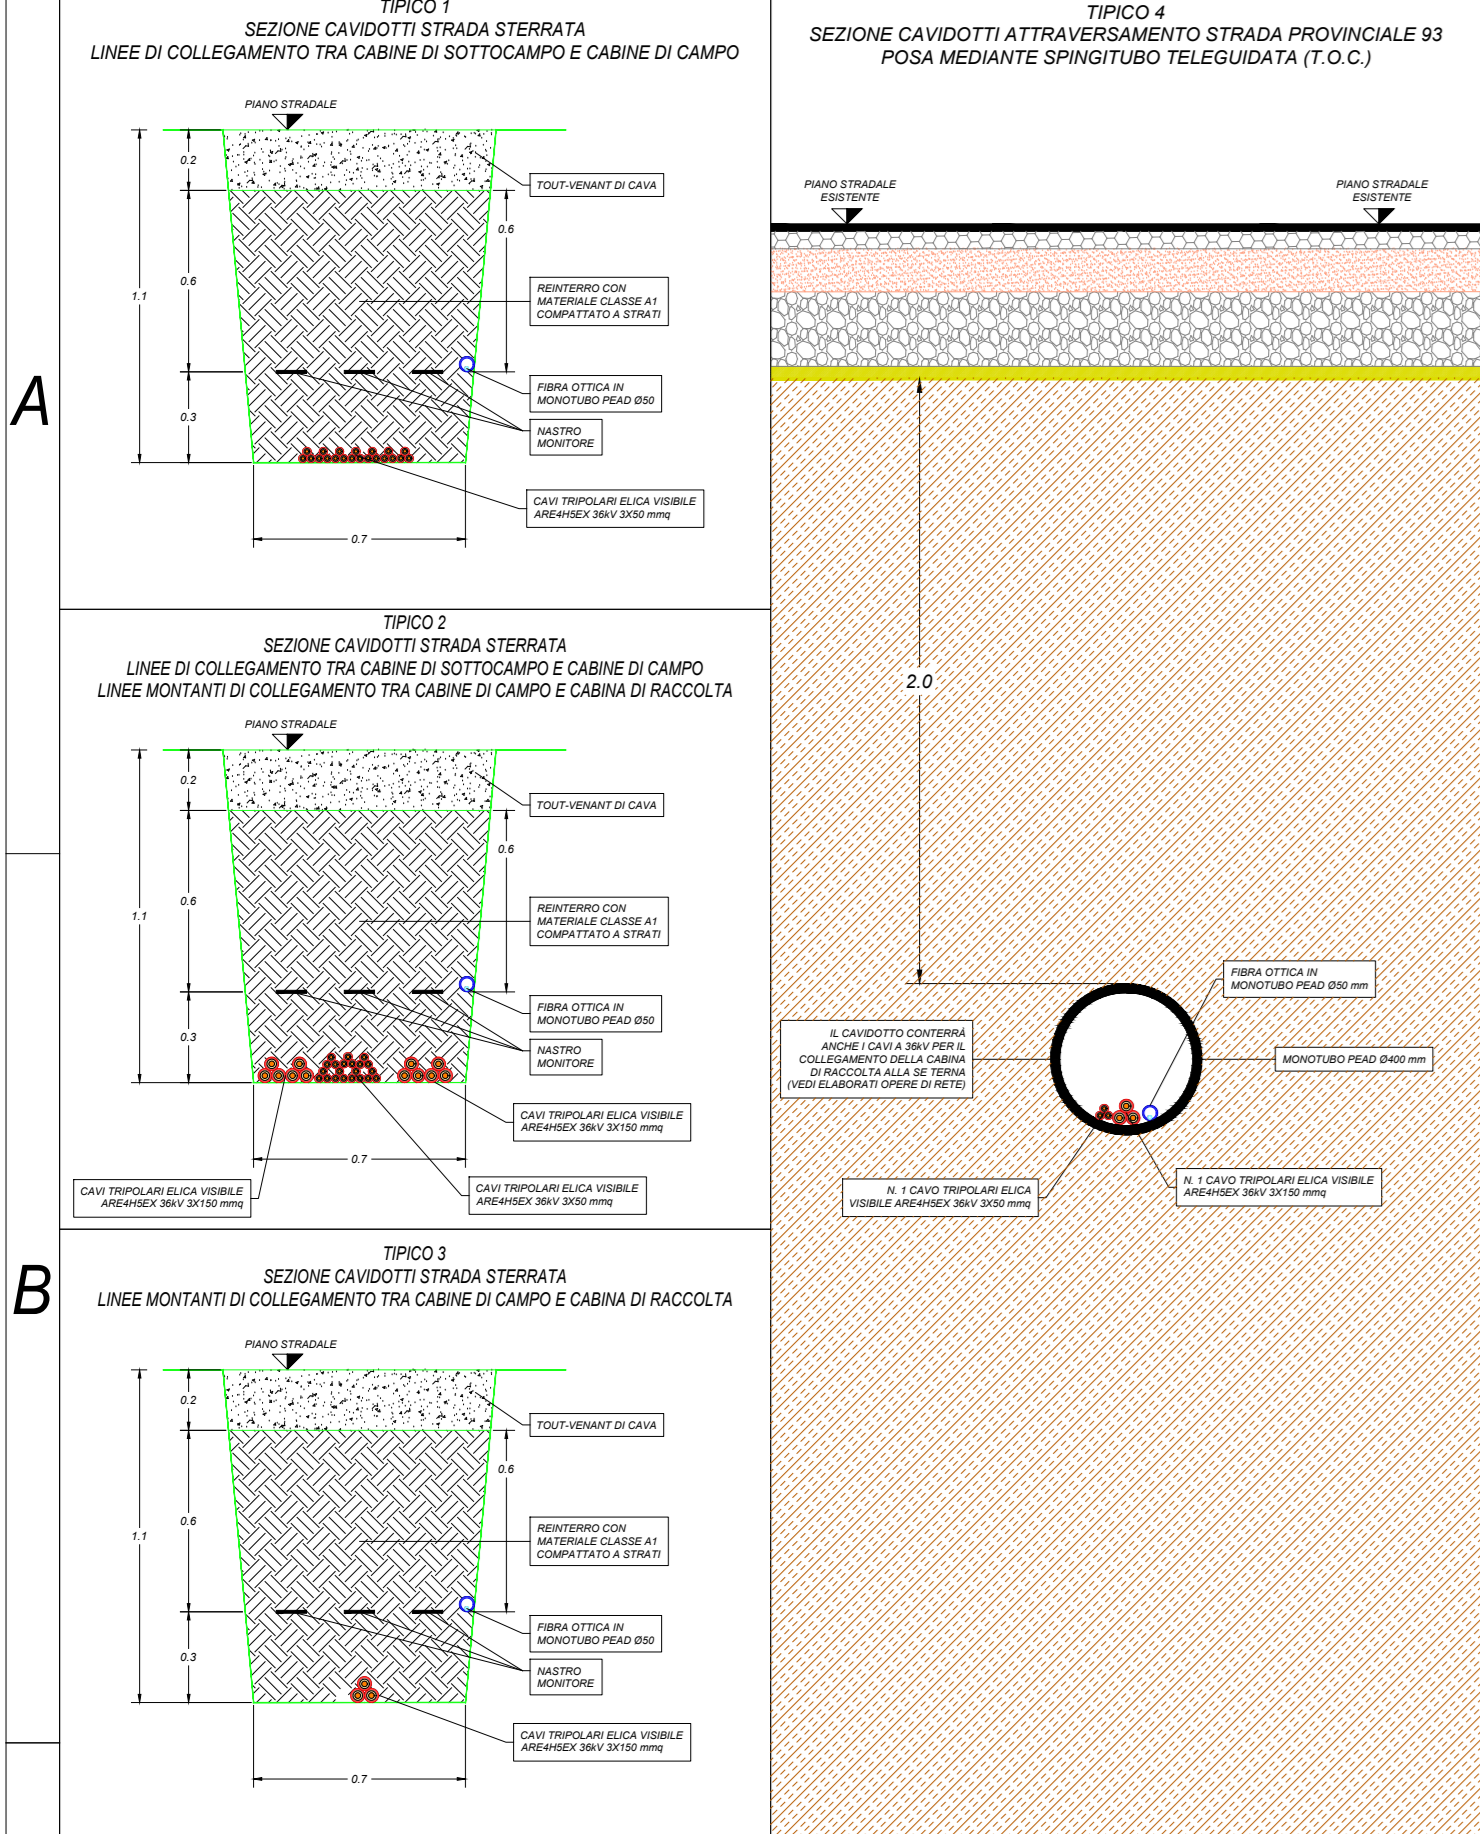 A
B
TIPICO 1
SEZIONE CAVIDOTTI STRADA STERRATA
LINEE DI COLLEGAMENTO TRA CABINE DI SOTTOCAMPO E CABINE DI CAMPO
PIANO STRADALE
0.2
0.6
1.1
0.3
0.6
0.7
TOUT-VENANT DI CAVA
REINTERRO CON
MATERIALE CLASSE A1
COMPATTATO A STRATI
FIBRA OTTICA IN
MONOTUBO PEAD Ø50
NASTRO
MONITORE
CAVI TRIPOLARI ELICA VISIBILE
ARE4H5EX 36kV 3X50 mmq
TIPICO 2
SEZIONE CAVIDOTTI STRADA STERRATA
LINEE DI COLLEGAMENTO TRA CABINE DI SOTTOCAMPO E CABINE DI CAMPO
LINEE MONTANTI DI COLLEGAMENTO TRA CABINE DI CAMPO E CABINA DI RACCOLTA
PIANO STRADALE
0.2
0.6
1.1
0.3
0.6
0.7
TOUT-VENANT DI CAVA
REINTERRO CON
MATERIALE CLASSE A1
COMPATTATO A STRATI
FIBRA OTTICA IN
MONOTUBO PEAD Ø50
NASTRO
MONITORE
CAVI TRIPOLARI ELICA VISIBILE
ARE4H5EX 36kV 3X150 mmq
CAVI TRIPOLARI ELICA VISIBILE
ARE4H5EX 36kV 3X150 mmq
CAVI TRIPOLARI ELICA VISIBILE
ARE4H5EX 36kV 3X50 mmq
TIPICO 3
SEZIONE CAVIDOTTI STRADA STERRATA
LINEE MONTANTI DI COLLEGAMENTO TRA CABINE DI CAMPO E CABINA DI RACCOLTA
PIANO STRADALE
0.2
0.6
1.1
0.3
0.6
0.7
TOUT-VENANT DI CAVA
REINTERRO CON
MATERIALE CLASSE A1
COMPATTATO A STRATI
FIBRA OTTICA IN
MONOTUBO PEAD Ø50
NASTRO
MONITORE
CAVI TRIPOLARI ELICA VISIBILE
ARE4H5EX 36kV 3X150 mmq
TIPICO 4
SEZIONE CAVIDOTTI ATTRAVERSAMENTO STRADA PROVINCIALE 93
POSA MEDIANTE SPINGITUBO TELEGUIDATA (T.O.C.)
PIANO STRADALE
ESISTENTE
PIANO STRADALE
ESISTENTE
2.0
FIBRA OTTICA IN
MONOTUBO PEAD Ø50 mm
IL CAVIDOTTO CONTERRÀ
ANCHE I CAVI A 36kV PER IL
COLLEGAMENTO DELLA CABINA
DI RACCOLTA ALLA SE TERNA
(VEDI ELABORATI OPERE DI RETE)
MONOTUBO PEAD Ø400 mm
N. 1 CAVO TRIPOLARI ELICA
VISIBILE ARE4H5EX 36kV 3X50 mmq
N. 1 CAVO TRIPOLARI ELICA VISIBILE
ARE4H5EX 36kV 3X150 mmq